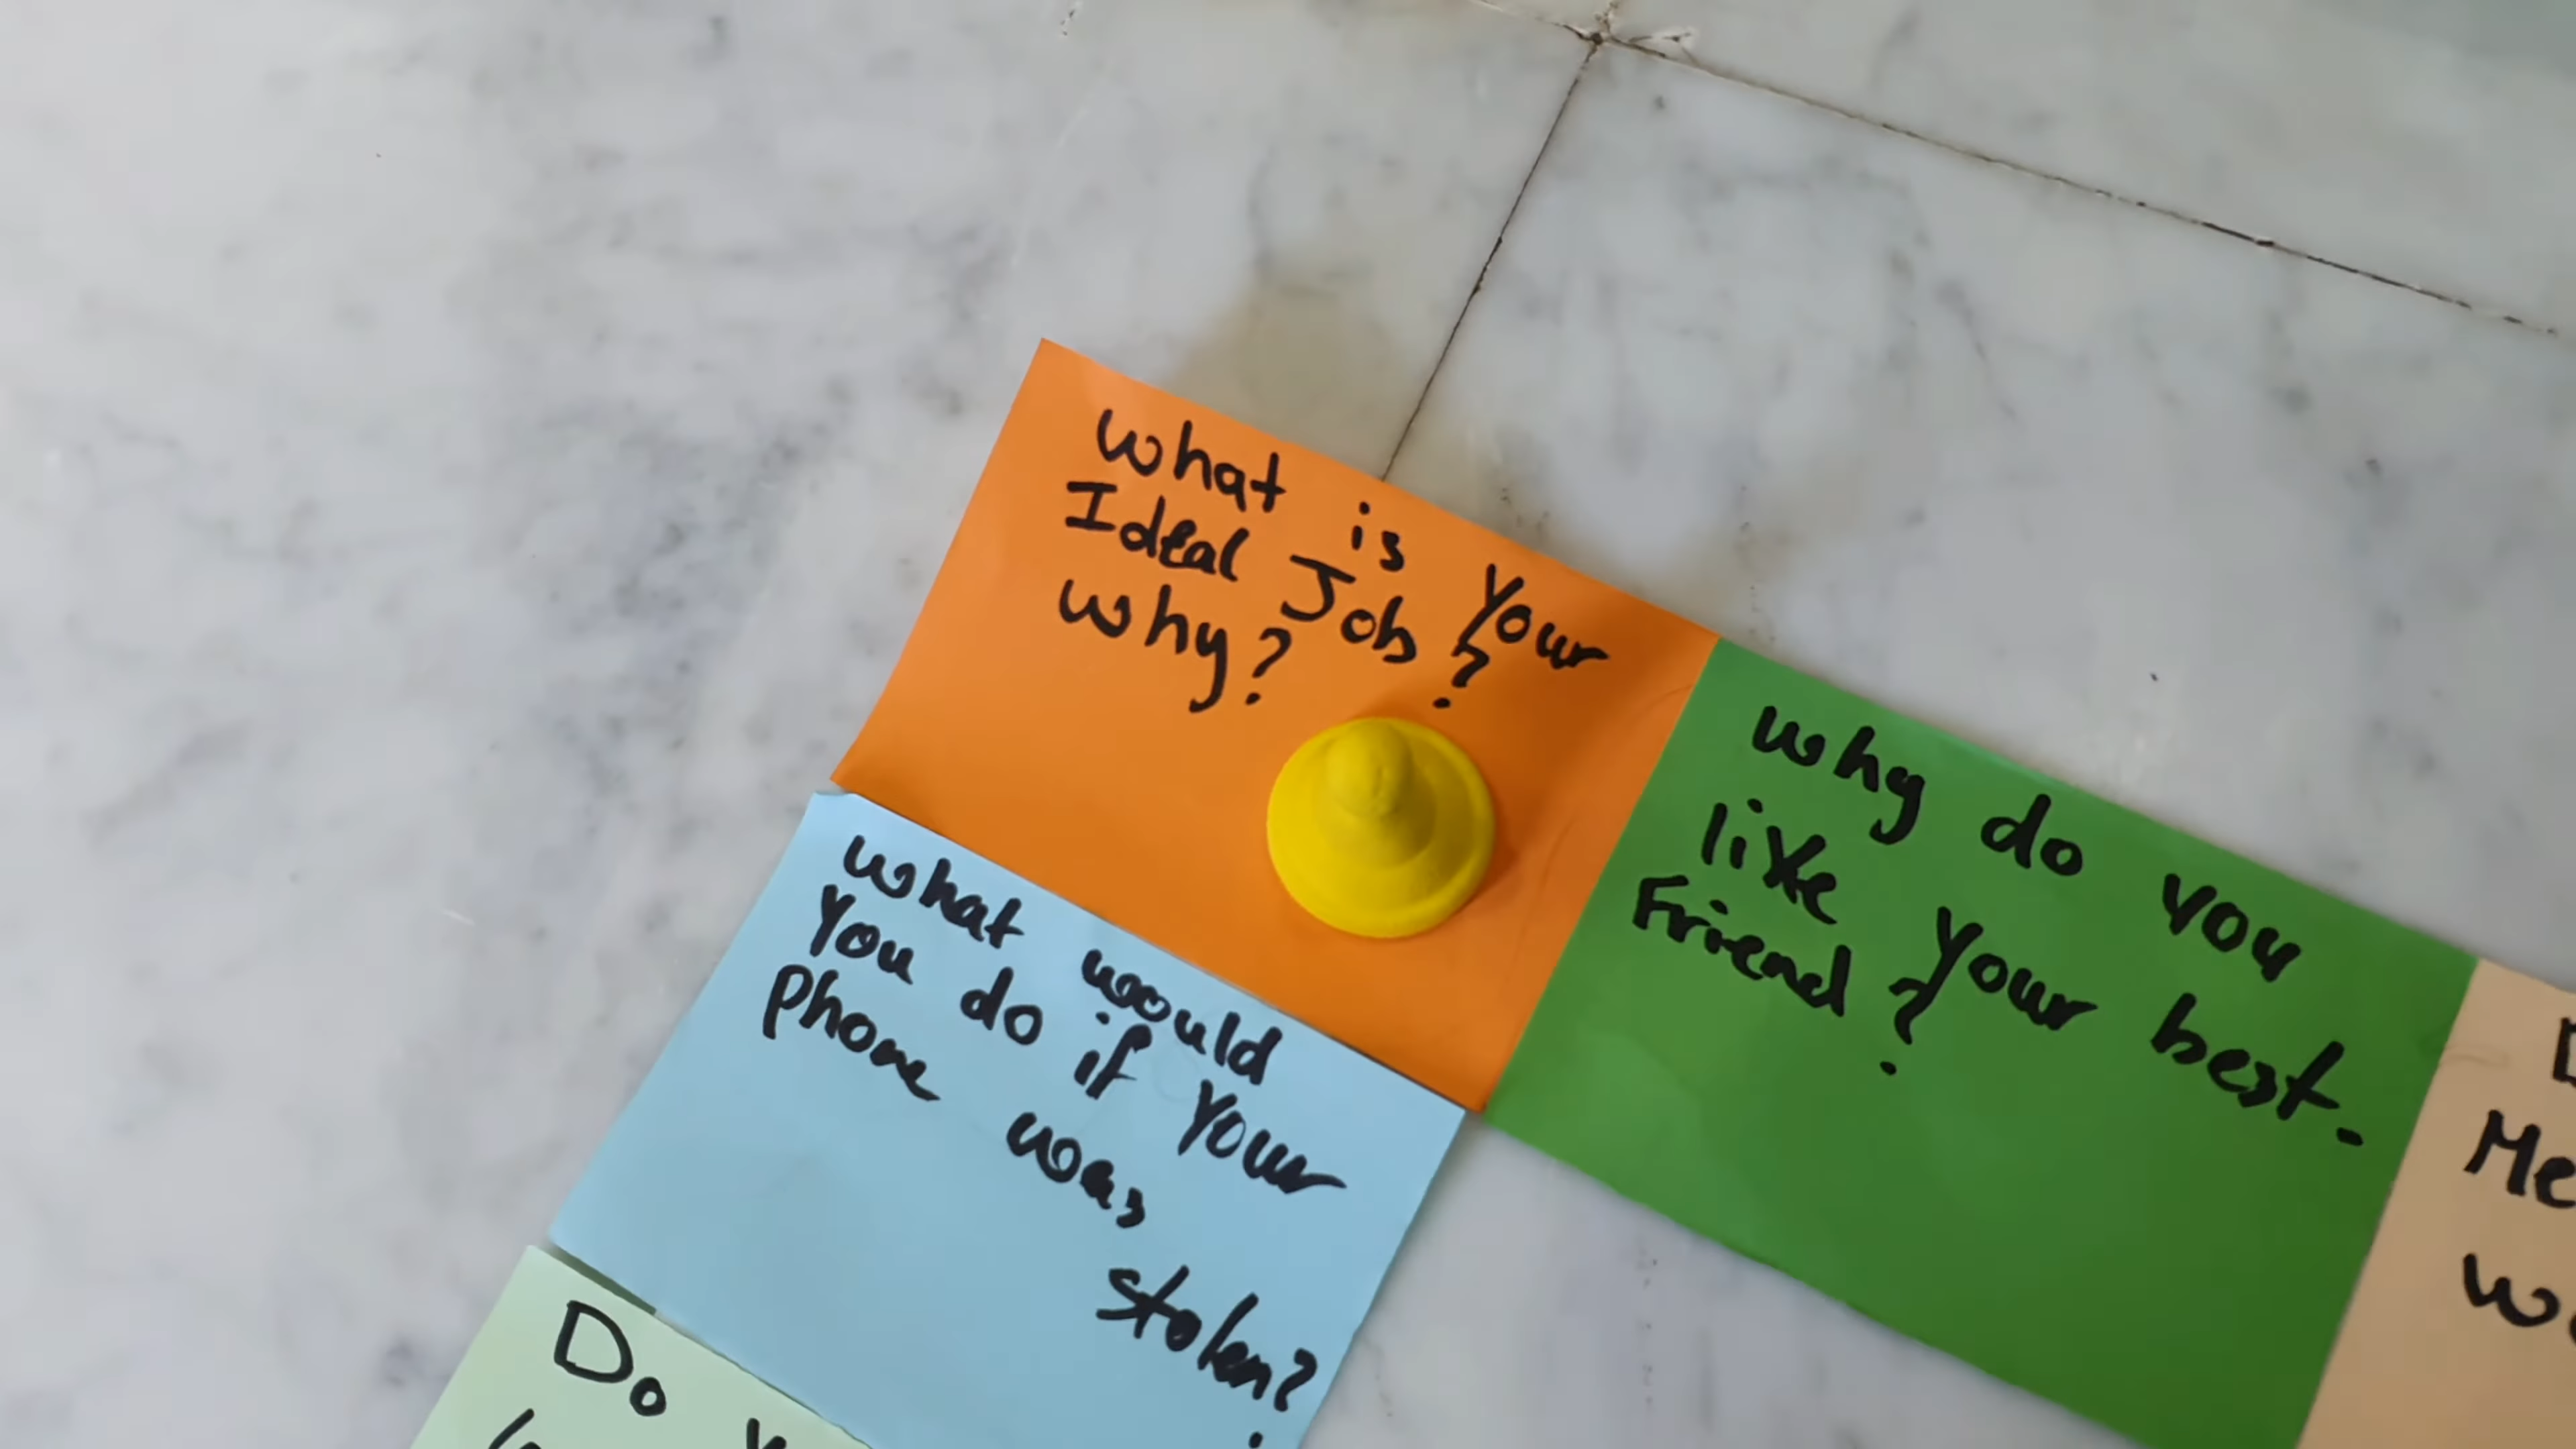 what is your
Ideal Job?
why?
why do you
like your best-
Friend?
what would
you do if your
phone was
stolen?
Do